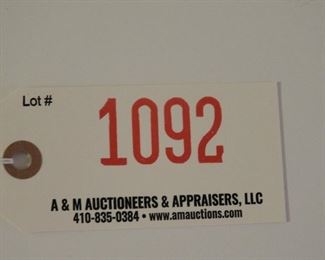 Lot #
1092
A & M AUCTIONEERS & APPRAISERS, LLC
410-835-0384 • www.amauctions.com